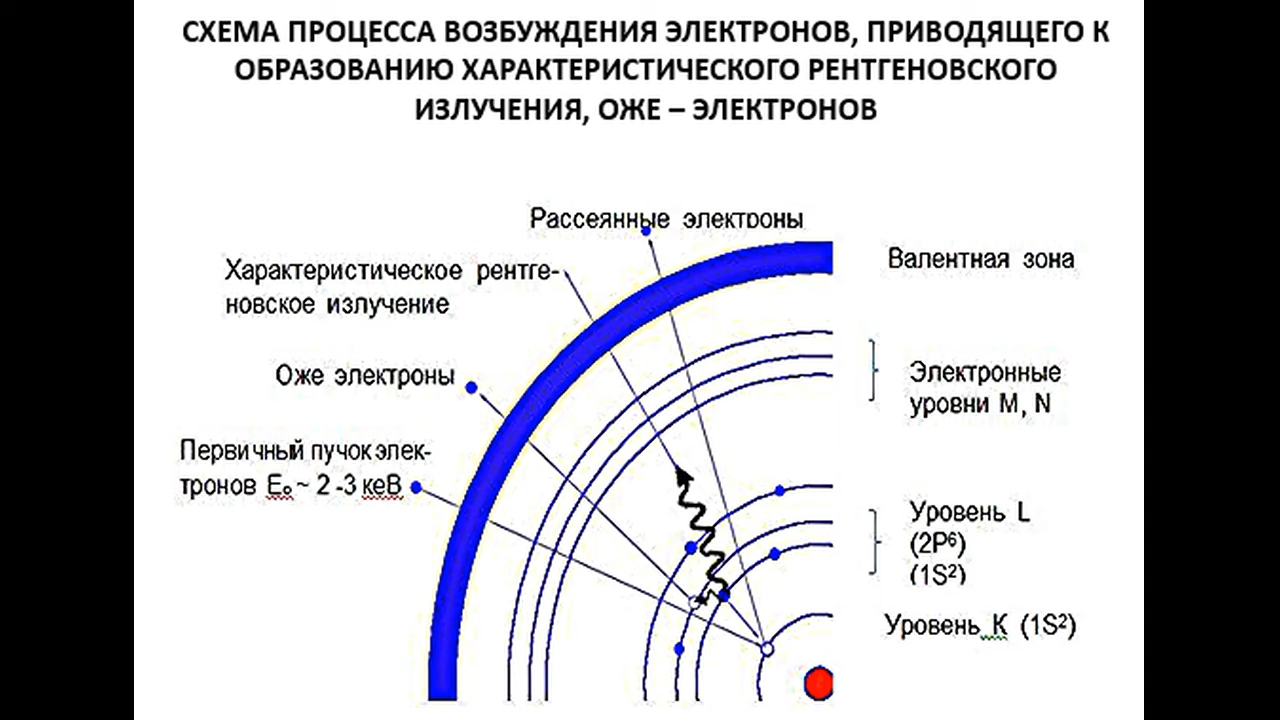 СХЕМА ПРОЦЕССА ВОЗБУЖДЕНИЯ ЭЛЕКТРОНОВ, ПРИВОДЯЩЕГО К
ОБРАЗОВАНИЮ ХАРАКТЕРИСТИЧЕСКОГО РЕНТГЕНОВСКОГО
ИЗЛУЧЕНИЯ, ОЖЕ – ЭЛЕКТРОНОВ
Рассеянные электроны
Валентная зона
Характеристическое рентге-
новское излучение
Оже электроны
Электронные
уровни M, N
Первичный пучок элек-
тронов E₀ ~ 2 -3 кеВ
Уровень L
(2P⁶)
(1S²)
Уровень K (1S²)